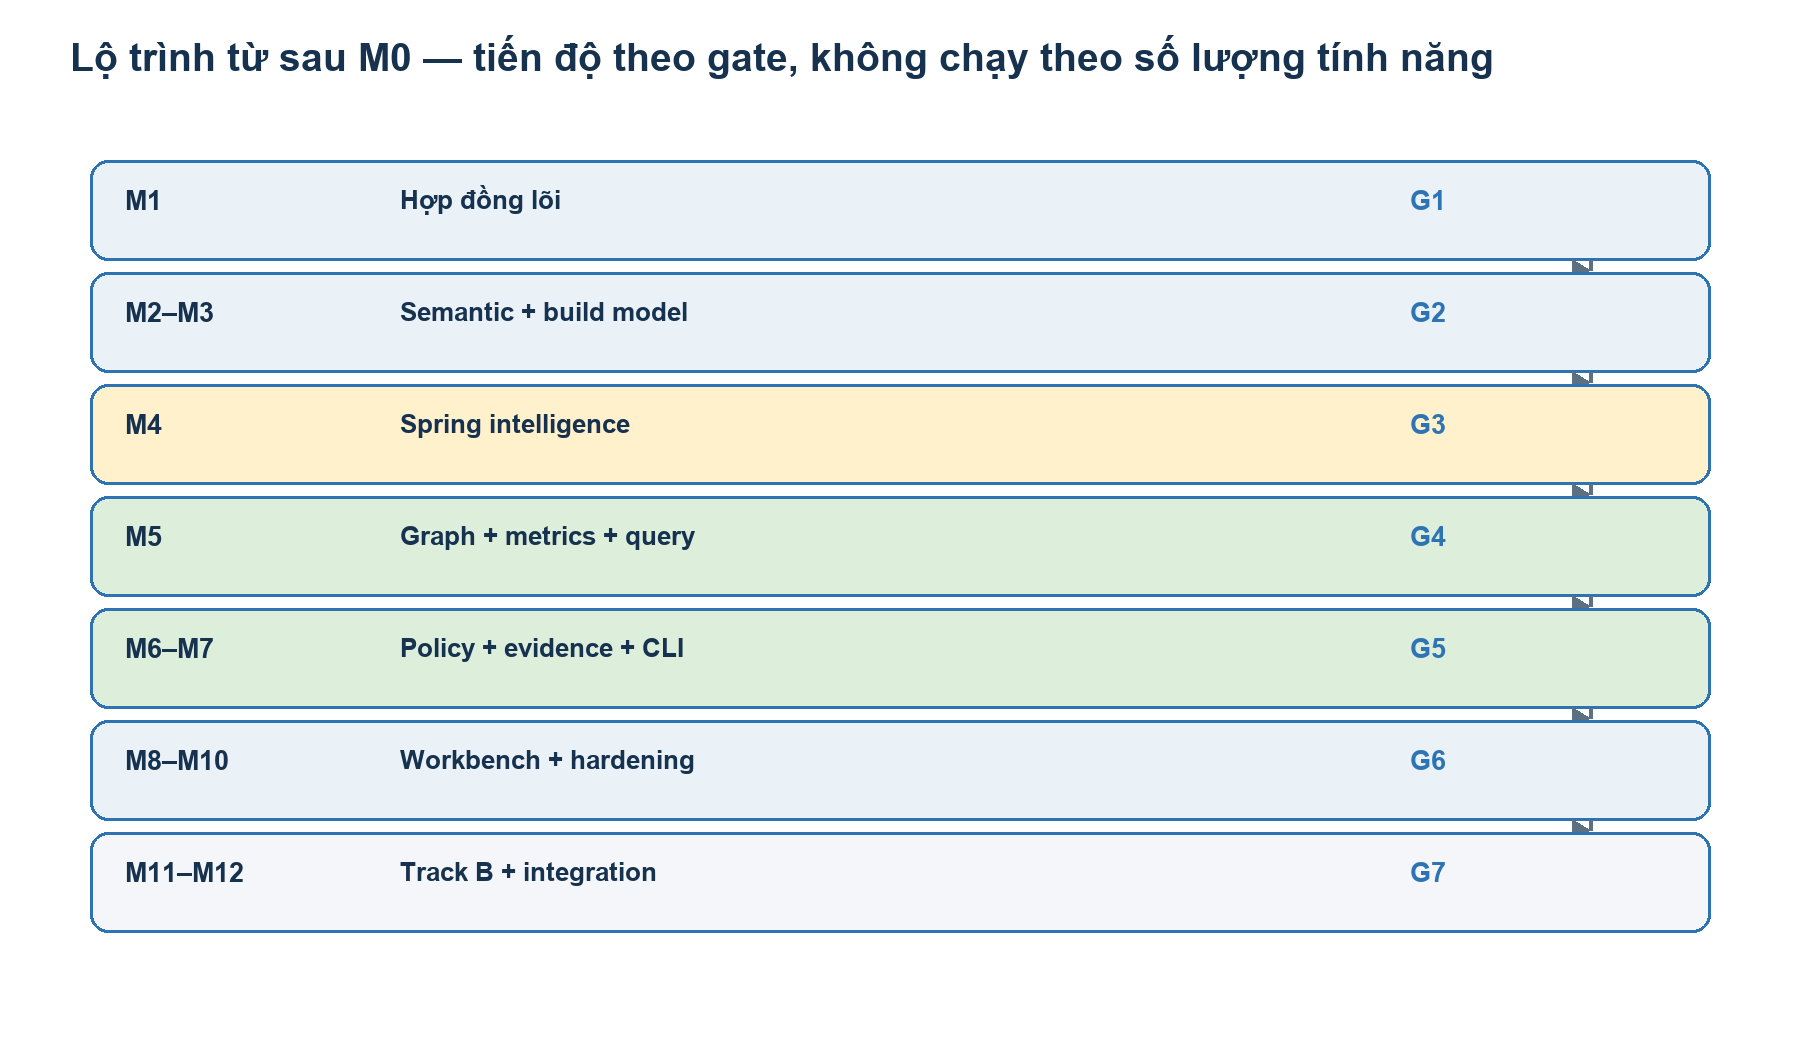 Lộ trình từ sau M0 — tiến độ theo gate, không chạy theo số lượng tính năng
M1 Hợp đồng lõi G1
M2–M3 Semantic + build model G2
M4 Spring intelligence G3
M5 Graph + metrics + query G4
M6–M7 Policy + evidence + CLI G5
M8–M10 Workbench + hardening G6
M11–M12 Track B + integration G7